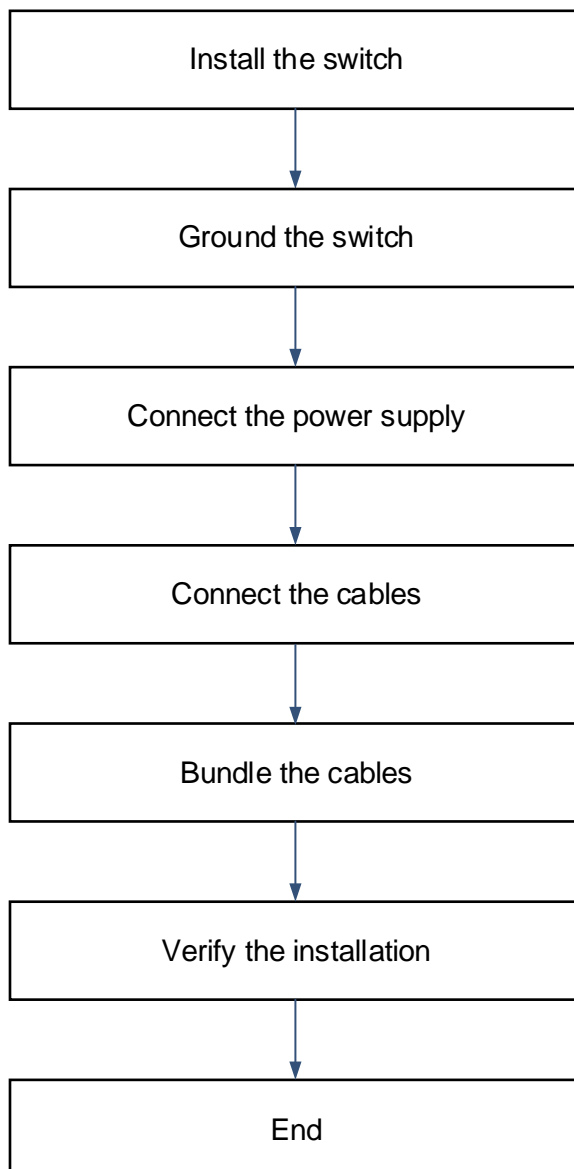 Install the switch
Ground the switch
Connect the power supply
Connect the cables
Bundle the cables
Verify the installation
End